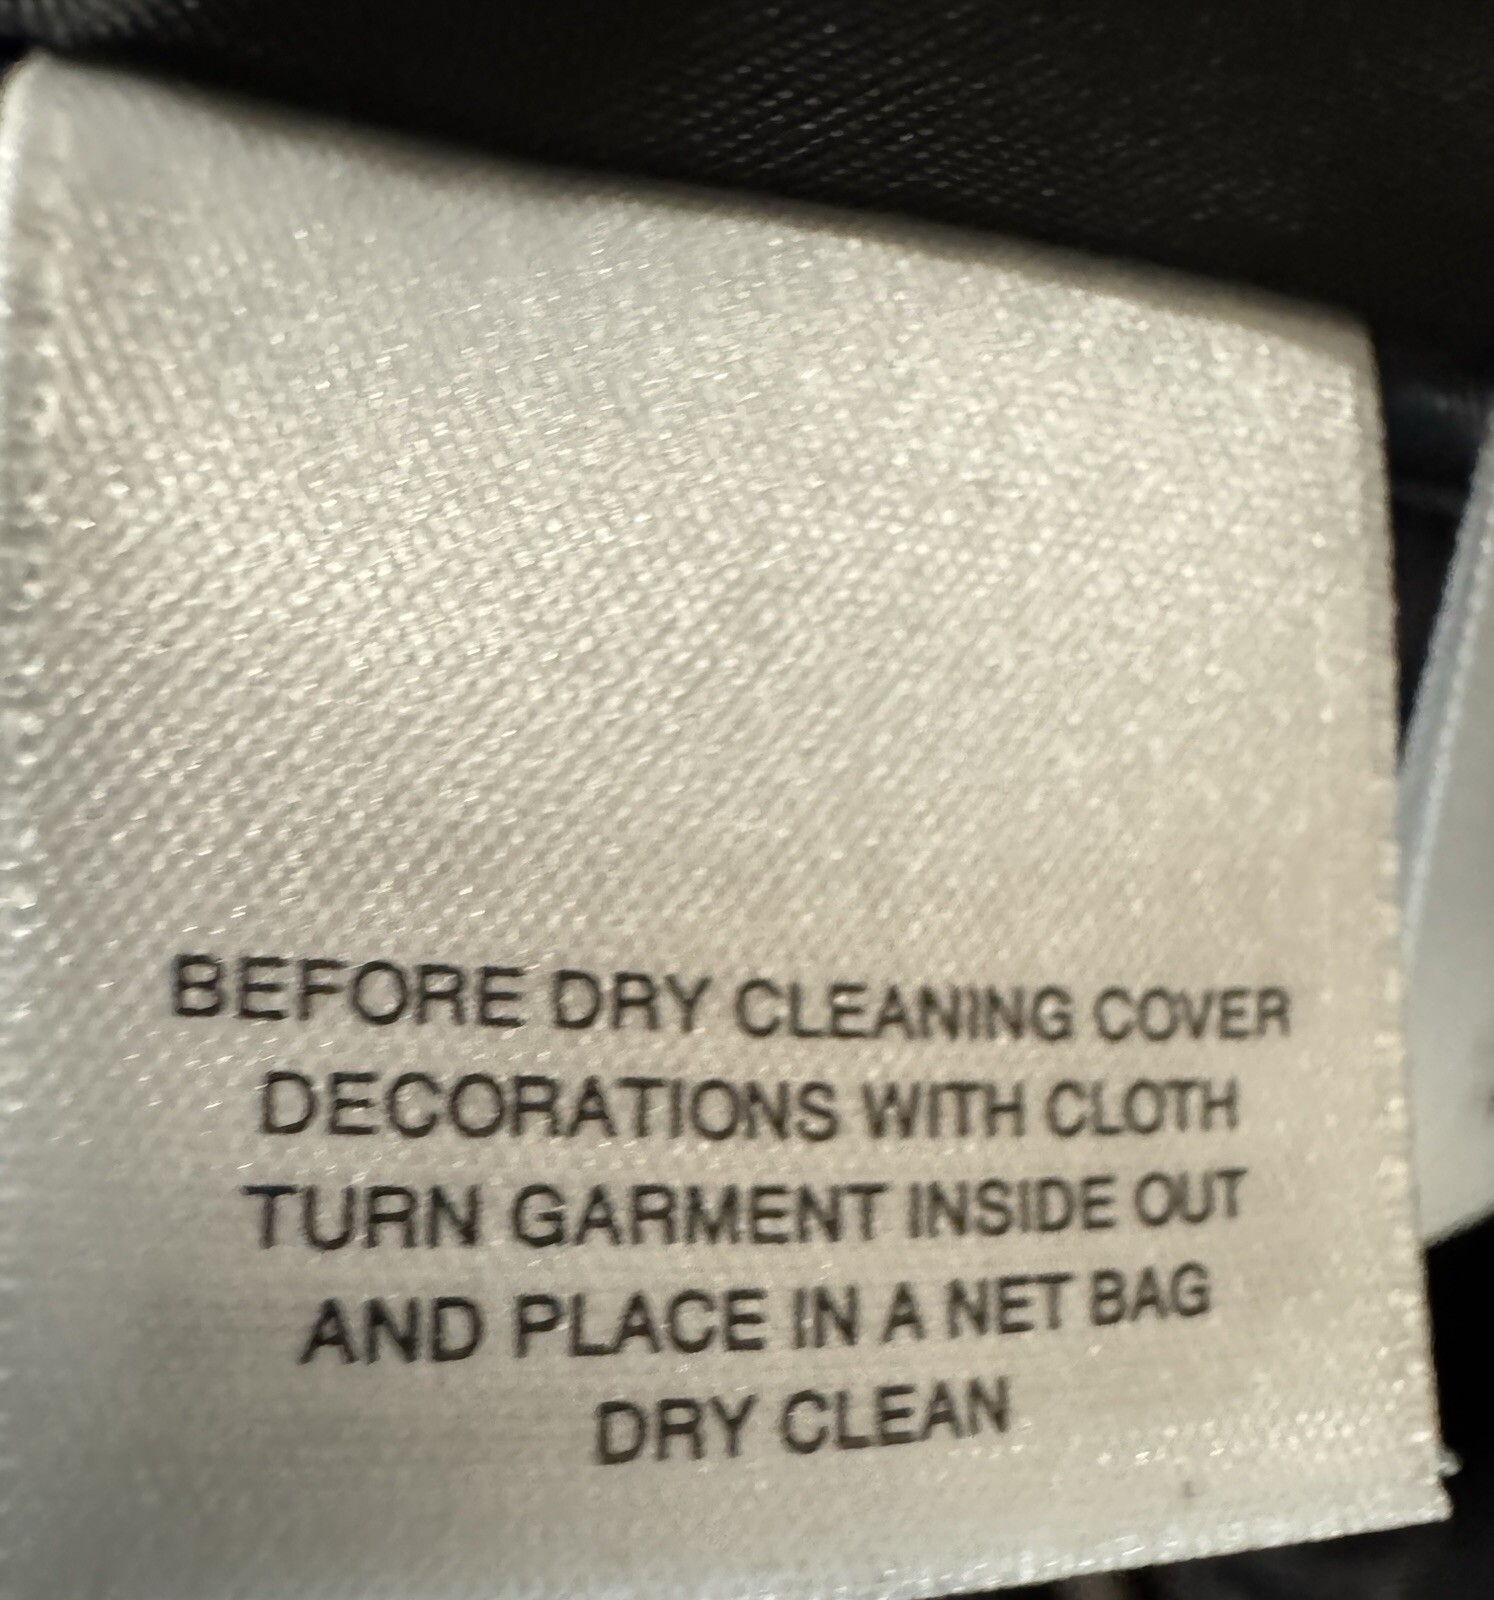 BEFORE DRY CLEANING COVER
DECORATIONS WITH CLOTH
TURN GARMENT INSIDE OUT
AND PLACE IN A NET BAG
DRY CLEAN